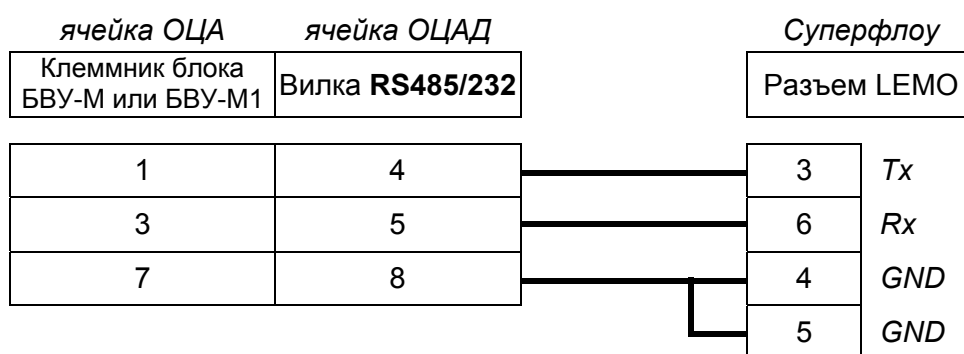 ячейка ОЦА ячейка ОЦАД Суперфлоу
Клеммник блока БВУ-М или БВУ-М1 Вилка RS485/232 Разъем LEMO
1 4 3 Tx
3 5 6 Rx
7 8 4 GND
5 GND